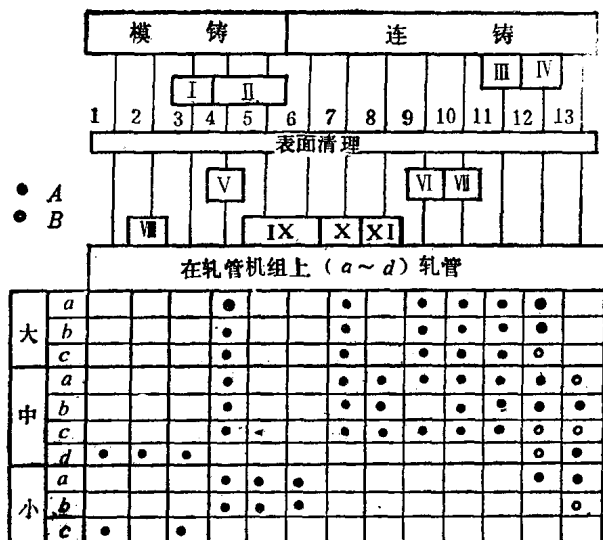 模 铸 连 铸
Ⅲ Ⅳ
Ⅰ Ⅱ
1 2 3 4 5 6 7 8 9 10 11 12 13
表面清理
Ⅴ Ⅵ Ⅶ
● A
● B
Ⅷ Ⅸ Ⅹ Ⅺ
在轧管机组上(a~d)轧管
大 a
b
c
中 a
b
c
d
小 a
b
c